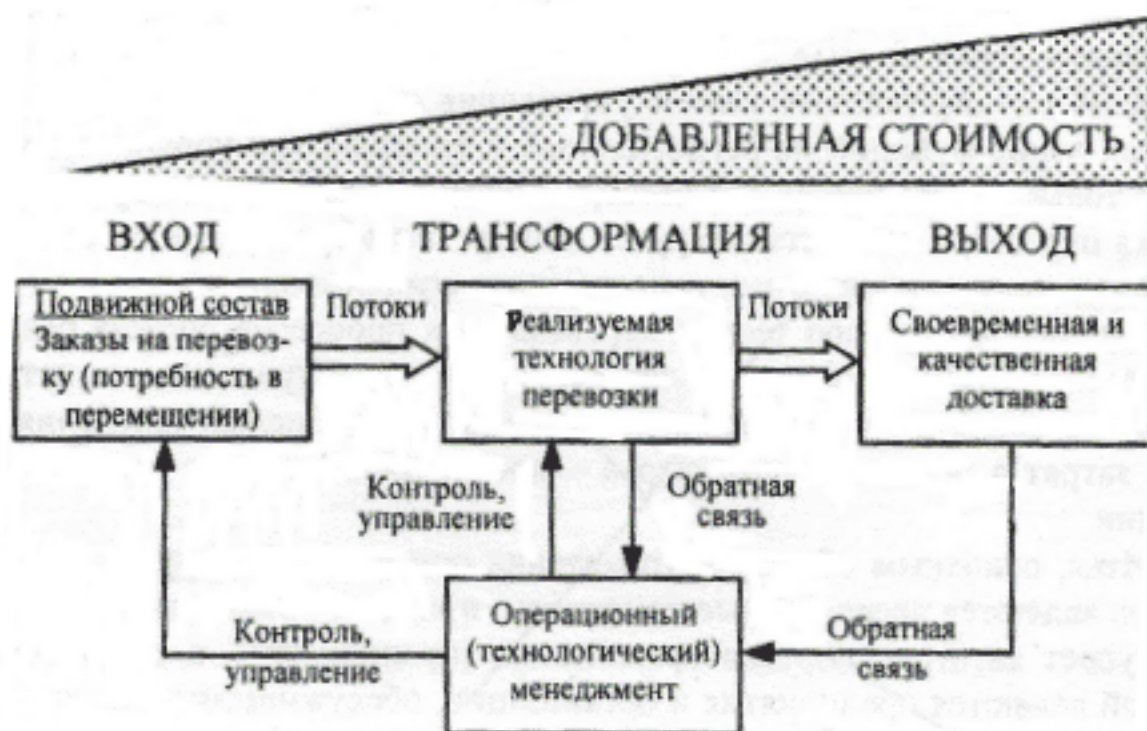 ДОБАВЛЕННАЯ СТОИМОСТЬ
ВХОД
ТРАНСФОРМАЦИЯ
ВЫХОД
Подвижной состав
Заказы на перевоз-
ку (потребность в
перемещении)
Потоки
Реализуемая
технология
перевозки
Потоки
Своевременная и
качественная
доставка
Контроль,
управление
Обратная
связь
Контроль,
управление
Операционный
(технологический)
менеджмент
Обратная
связь